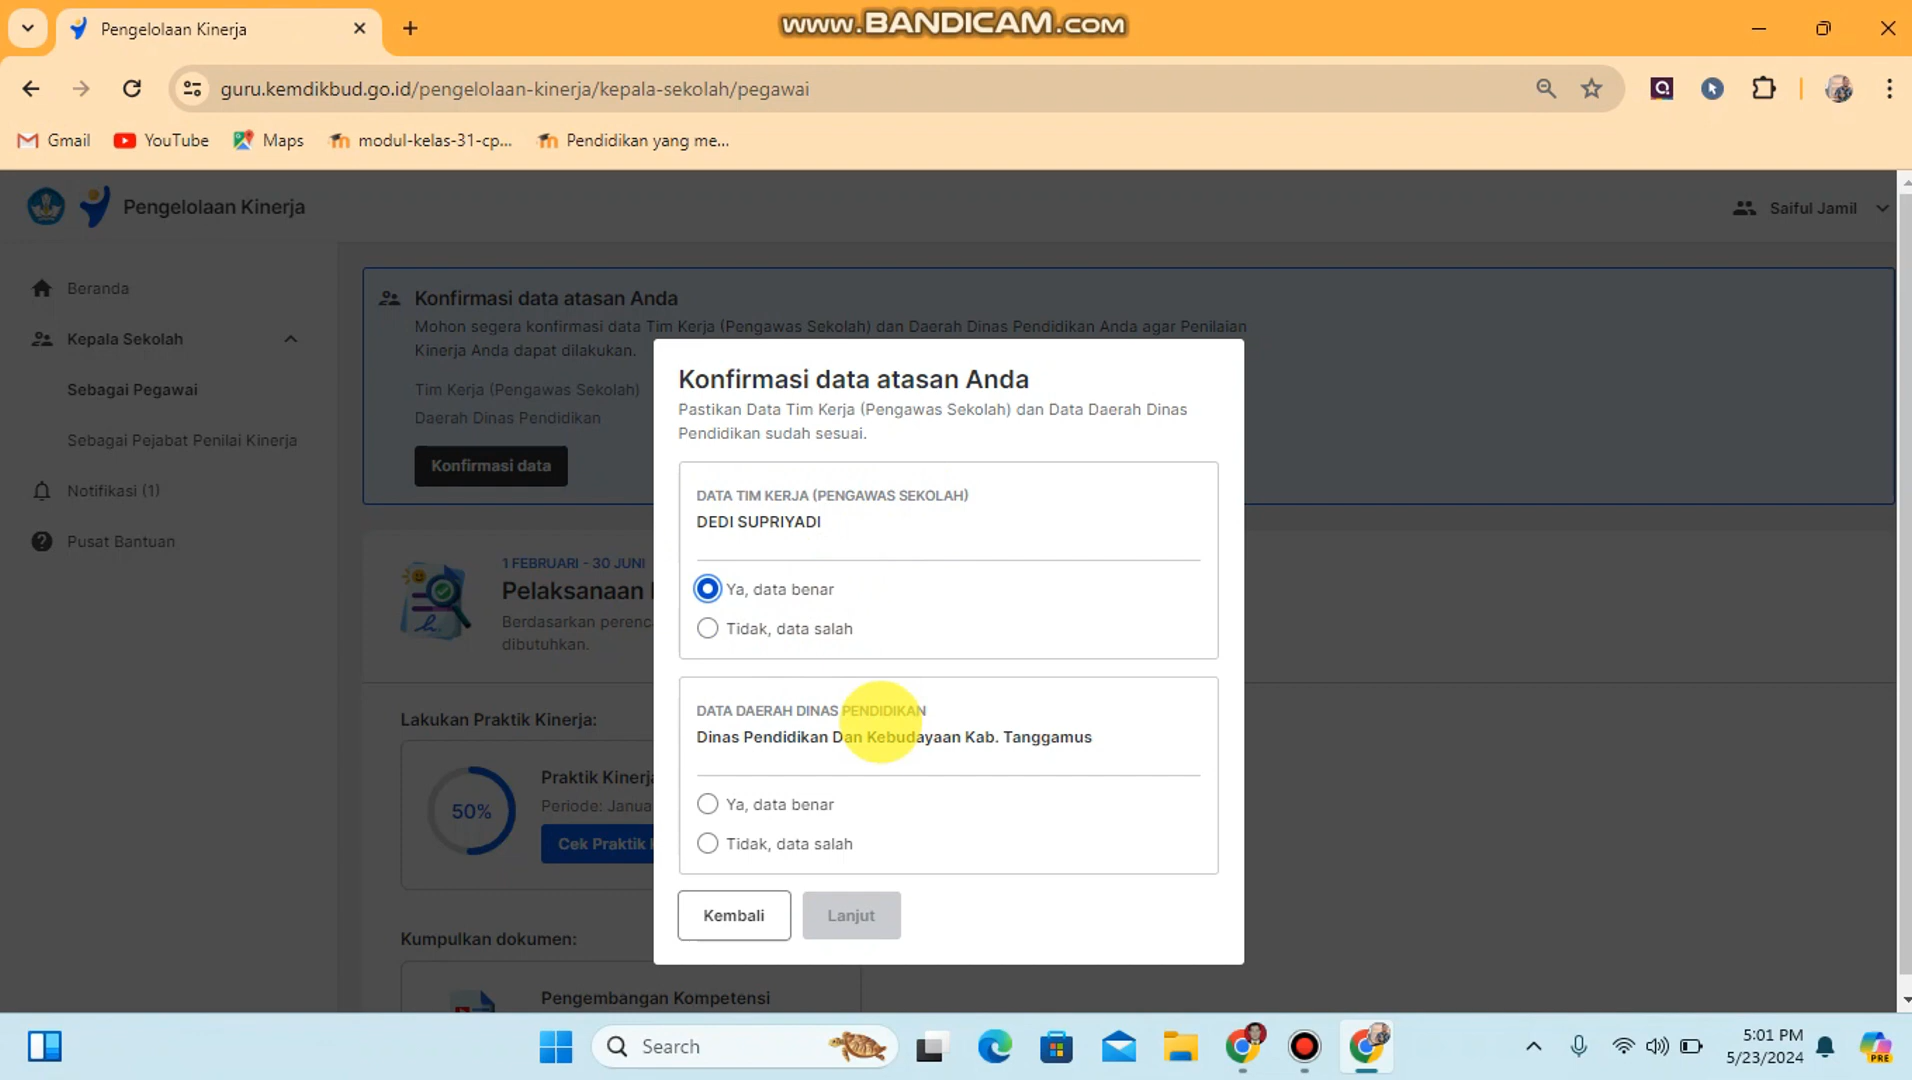 Pengelolaan Kinerja
www.BANDICAM.com
guru.kemdikbud.go.id/pengelolaan-kinerja/kepala-sekolah/pegawai
Gmail
YouTube
Maps
modul-kelas-31-cp...
Pendidikan yang me...
Pengelolaan Kinerja
Saiful Jamil
Beranda
Kepala Sekolah
Sebagai Pegawai
Sebagai Pejabat Penilai Kinerja
Notifikasi (1)
Pusat Bantuan
Konfirmasi data atasan Anda
Mohon segera konfirmasi data Tim Kerja (Pengawas Sekolah) dan Daerah Dinas Pendidikan Anda agar Penilaian
Kinerja Anda dapat dilakukan.
Tim Kerja (Pengawas Sekolah)
Daerah Dinas Pendidikan
Konfirmasi data
1 FEBRUARI - 30 JUNI
Pelaksanaan
Berdasarkan perenc
dibutuhkan.
Lakukan Praktik Kinerja:
50%
Praktik Kinerja
Periode: Janua
Cek Praktik
Kumpulkan dokumen:
Pengembangan Kompetensi
Konfirmasi data atasan Anda
Pastikan Data Tim Kerja (Pengawas Sekolah) dan Data Daerah Dinas
Pendidikan sudah sesuai.
DATA TIM KERJA (PENGAWAS SEKOLAH)
DEDI SUPRIYADI
Ya, data benar
Tidak, data salah
DATA DAERAH DINAS PENDIDIKAN
Dinas Pendidikan Dan Kebudayaan Kab. Tanggamus
Ya, data benar
Tidak, data salah
Kembali
Lanjut
Search
5:01 PM
5/23/2024
PRE